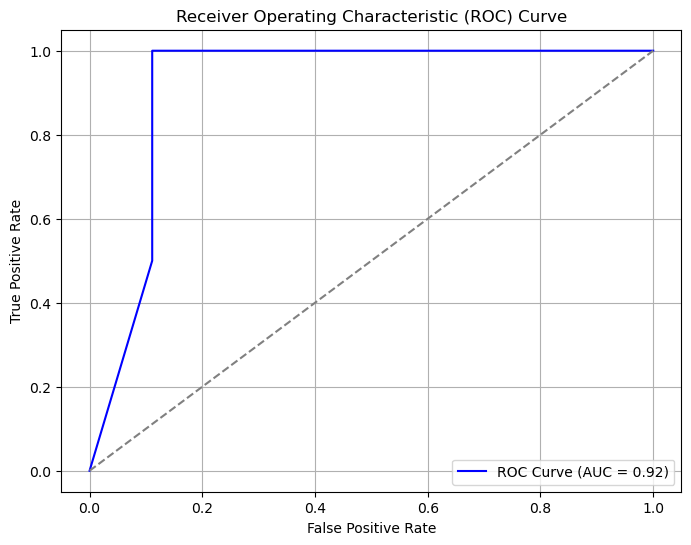 Receiver Operating Characteristic (ROC) Curve
1.0
0.8
0.6
0.4
0.2
0.0
True Positive Rate
ROC Curve (AUC = 0.92)
0.0 0.2 0.4 0.6 0.8 1.0
False Positive Rate